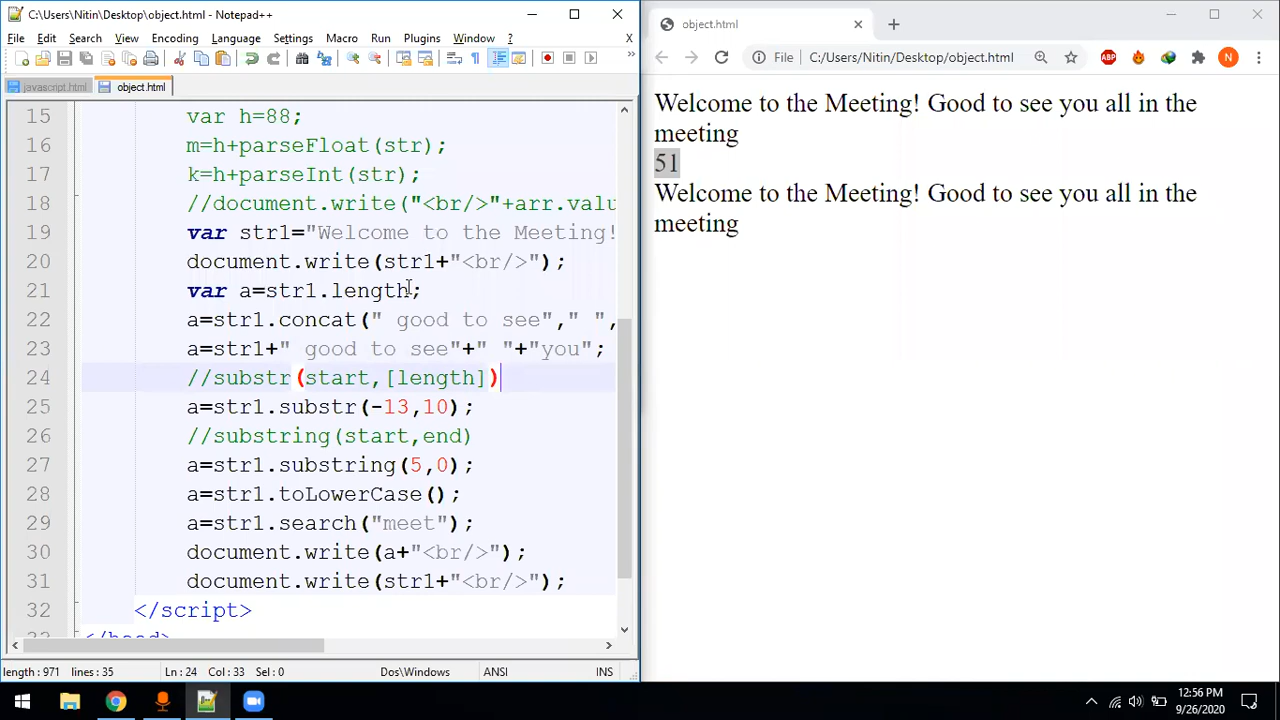 C:\Users\Nitin\Desktop\object.html - Notepad++
File Edit Search View Encoding Language Settings Tools Macro Run Plugins Window ? X
javascript.html object.html
15 var h=88;
16 m=h+parseFloat(str);
17 k=h+parseInt(str);
18 //document.write("<br/>"+arr.valu
19 var str1="Welcome to the Meeting!
20 document.write(str1+"<br/>");
21 var a=str1.length;
22 a=str1.concat(" good to see"," ",
23 a=str1+" good to see"+" "+"you";
24 //substr(start,[length])
25 a=str1.substr(-13,10);
26 //substring(start,end)
27 a=str1.substring(5,0);
28 a=str1.toLowerCase();
29 a=str1.search("meet");
30 document.write(a+"<br/>");
31 document.write(str1+"<br/>");
32 </script>
33 </head>
length : 971 lines : 35 Ln : 24 Col : 33 Sel : 0 Dos\Windows ANSI INS
object.html
File C:/Users/Nitin/Desktop/object.html ABP N
Welcome to the Meeting! Good to see you all in the
meeting
51
Welcome to the Meeting! Good to see you all in the
meeting
12:56 PM
9/26/2020